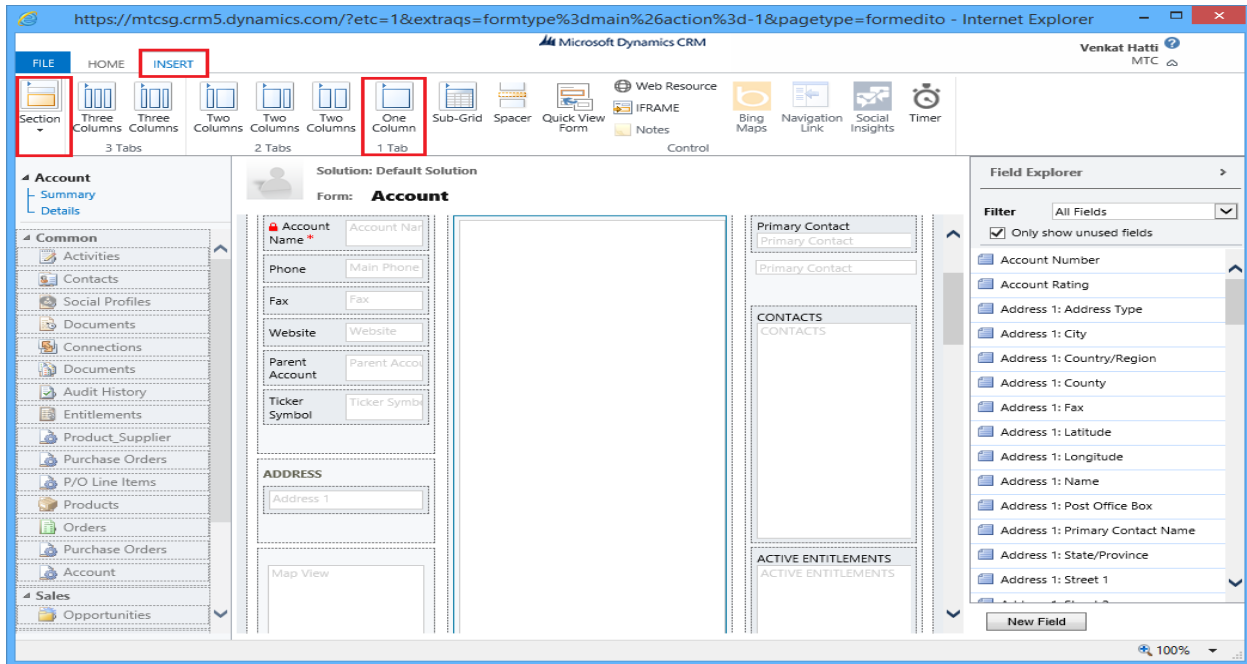 https://mtcsg.crm5.dynamics.com/?etc=1&extraqs=formtype%3dmain%26action%3d-1&pagetype=formedito - Internet Explorer
Microsoft Dynamics CRM
Venkat Hatti
MTC
FILE HOME INSERT
Section
Three Columns
Three Columns
Two Columns
Two Columns
Two Columns
One Column
Sub-Grid
Spacer
Quick View Form
Web Resource
IFRAME
Notes
Bing Maps
Navigation Link
Social Insights
Timer
3 Tabs
2 Tabs
1 Tab
Control
Account
Summary
Details
Common
Activities
Contacts
Social Profiles
Documents
Connections
Documents
Audit History
Entitlements
Product_Supplier
Purchase Orders
P/O Line Items
Products
Orders
Purchase Orders
Account
Sales
Opportunities
Solution: Default Solution
Form: Account
Account Name * Account Nar
Phone Main Phone
Fax Fax
Website Website
Parent Account Parent Accou
Ticker Symbol Ticker Symb
ADDRESS
Address 1
Map View
Primary Contact
Primary Contact
Primary Contact
CONTACTS
CONTACTS
ACTIVE ENTITLEMENTS
ACTIVE ENTITLEMENTS
Field Explorer
Filter All Fields
Only show unused fields
Account Number
Account Rating
Address 1: Address Type
Address 1: City
Address 1: Country/Region
Address 1: County
Address 1: Fax
Address 1: Latitude
Address 1: Longitude
Address 1: Name
Address 1: Post Office Box
Address 1: Primary Contact Name
Address 1: State/Province
Address 1: Street 1
New Field
100%